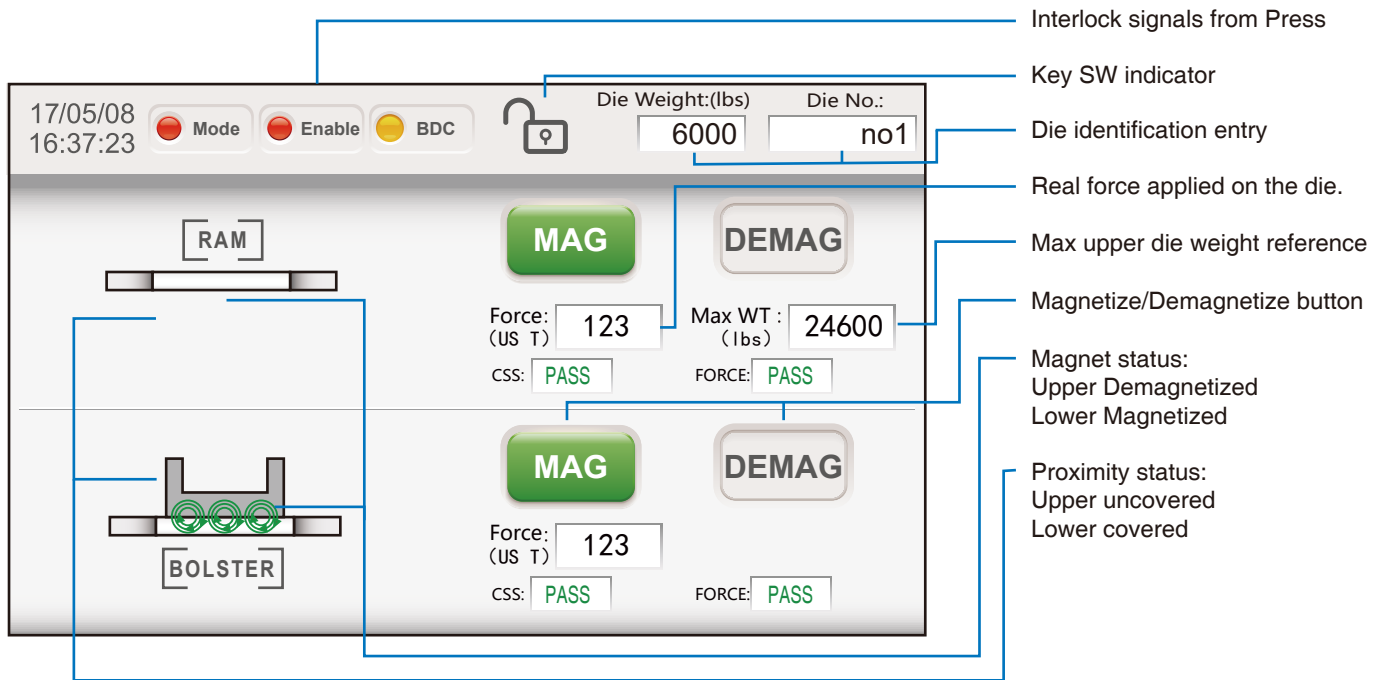 Interlock signals from Press
Key SW indicator
Die Weight:(lbs) Die No.:
17/05/08
16:37:23
Mode Enable BDC
6000 no1
Die identification entry
Real force applied on the die.
RAM
MAG DEMAG
Max upper die weight reference
Magnetize/Demagnetize button
Force:
(US T)
123
Max WT :
(lbs)
24600
CSS: PASS FORCE: PASS
Magnet status:
Upper Demagnetized
Lower Magnetized
MAG DEMAG
Proximity status:
Upper uncovered
Lower covered
Force:
(US T)
123
BOLSTER
CSS: PASS FORCE: PASS